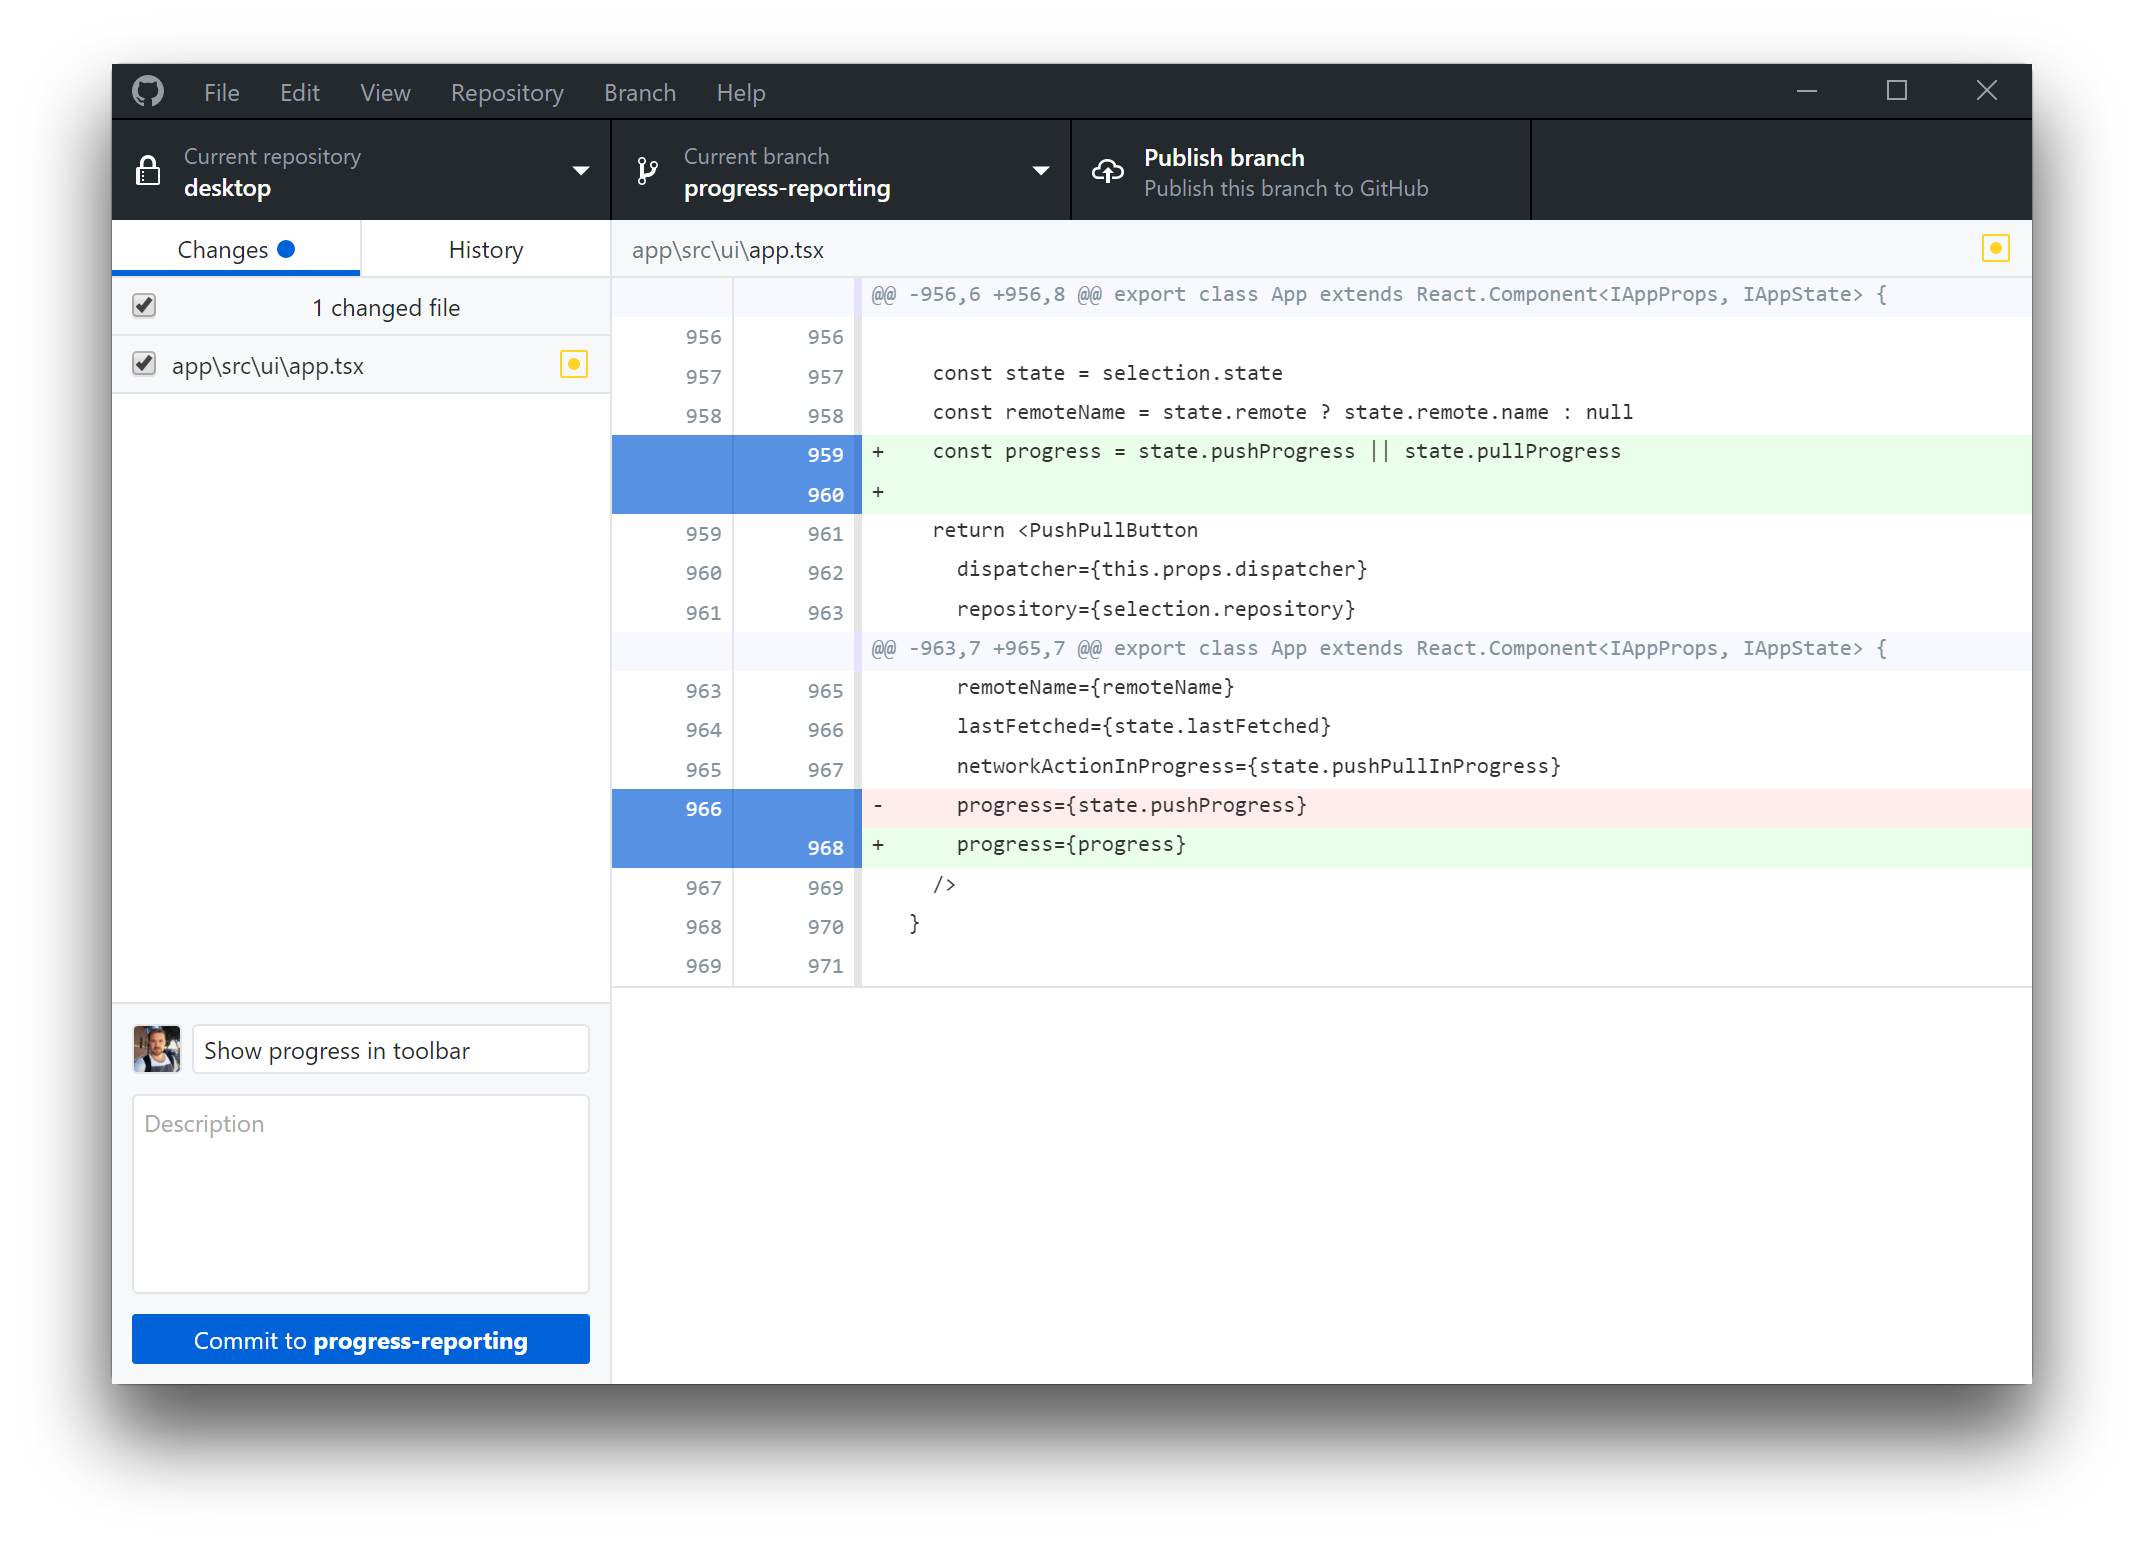 File Edit View Repository Branch Help
Current repository
desktop
Current branch
progress-reporting
Publish branch
Publish this branch to GitHub
Changes
History
1 changed file
app\src\ui\app.tsx
Show progress in toolbar
Description
Commit to progress-reporting
app\src\ui\app.tsx
@@ -956,6 +956,8 @@ export class App extends React.Component<IAppProps, IAppState> {
956 956
957 957 const state = selection.state
958 958 const remoteName = state.remote ? state.remote.name : null
959 + const progress = state.pushProgress || state.pullProgress
960 +
959 961 return <PushPullButton
960 962 dispatcher={this.props.dispatcher}
961 963 repository={selection.repository}
@@ -963,7 +965,7 @@ export class App extends React.Component<IAppProps, IAppState> {
963 965 remoteName={remoteName}
964 966 lastFetched={state.lastFetched}
965 967 networkActionInProgress={state.pushPullInProgress}
966 - progress={state.pushProgress}
968 + progress={progress}
967 969 />
968 970 }
969 971